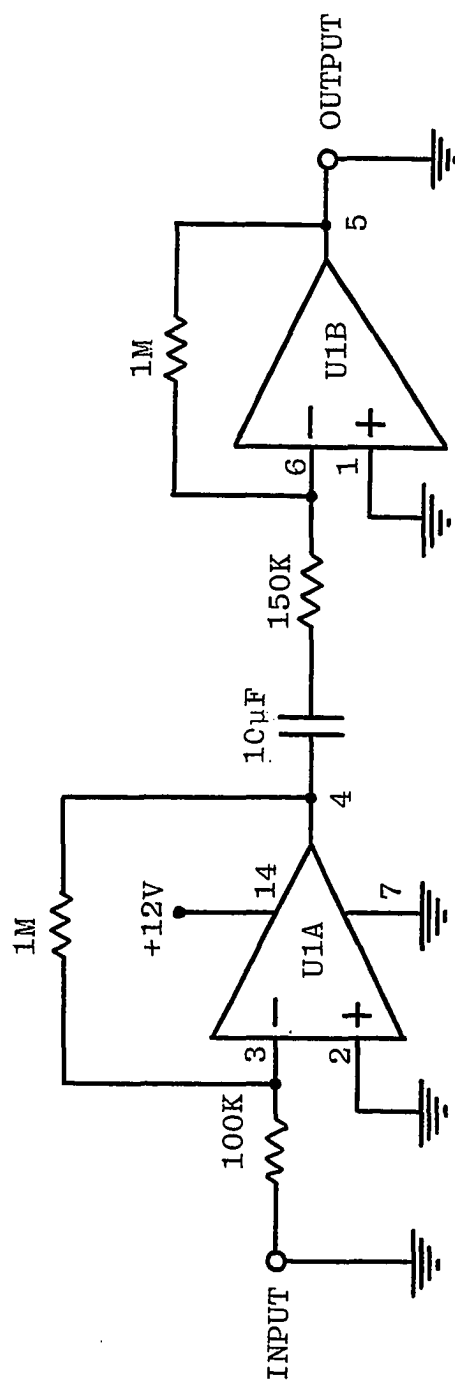 INPUT
100K
1M
3
2
−
+
U1A
+12V
14
7
4
10µF
150K
1M
6
1
−
+
U1B
5
OUTPUT